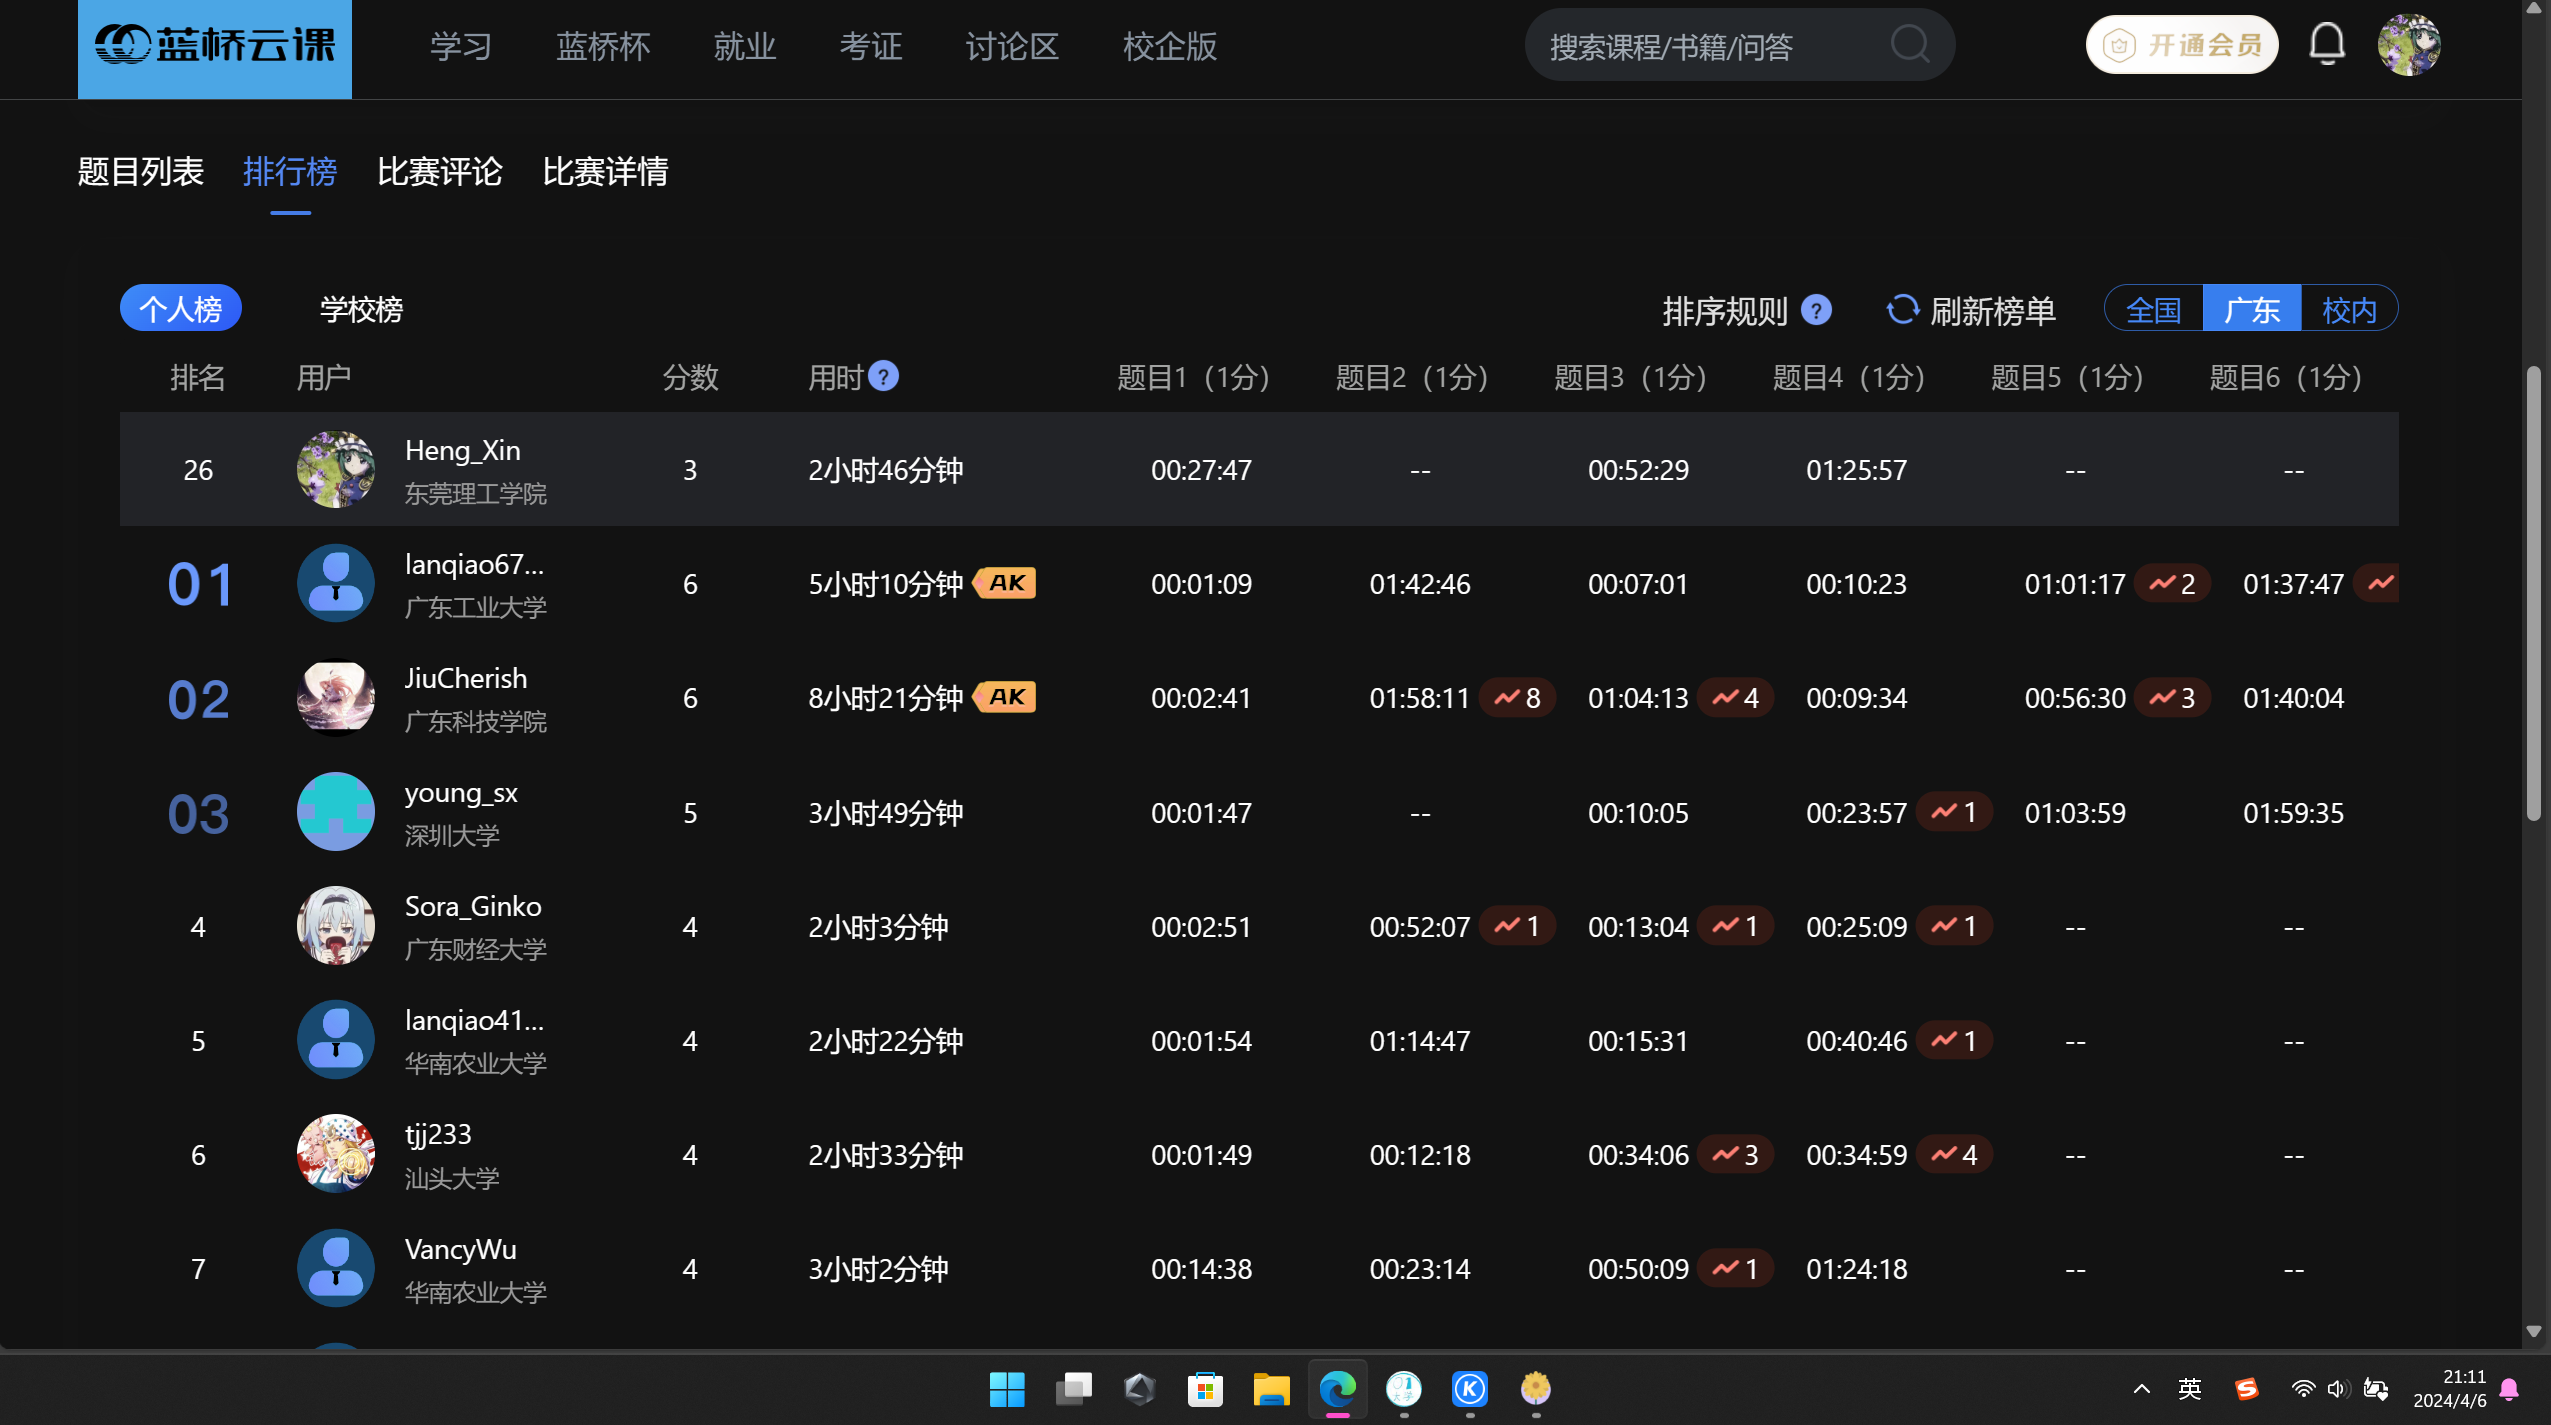 蓝桥云课 学习 蓝桥杯 就业 考证 讨论区 校企版 搜索课程/书籍/问答 开通会员
题目列表 排行榜 比赛评论 比赛详情
个人榜 学校榜 排序规则 ? 刷新榜单 全国 广东 校内
排名 用户 分数 用时 ? 题目1（1分） 题目2（1分） 题目3（1分） 题目4（1分） 题目5（1分） 题目6（1分）
26 Heng_Xin 3 2小时46分钟 00:27:47 -- 00:52:29 01:25:57 -- --
东莞理工学院
01 lanqiao67... 6 5小时10分钟 AK 00:01:09 01:42:46 00:07:01 00:10:23 01:01:17 2 01:37:47
广东工业大学
02 JiuCherish 6 8小时21分钟 AK 00:02:41 01:58:11 8 01:04:13 4 00:09:34 00:56:30 3 01:40:04
广东科技学院
03 young_sx 5 3小时49分钟 00:01:47 -- 00:10:05 00:23:57 1 01:03:59 01:59:35
深圳大学
4 Sora_Ginko 4 2小时3分钟 00:02:51 00:52:07 1 00:13:04 1 00:25:09 1 -- --
广东财经大学
5 lanqiao41... 4 2小时22分钟 00:01:54 01:14:47 00:15:31 00:40:46 1 -- --
华南农业大学
6 tjj233 4 2小时33分钟 00:01:49 00:12:18 00:34:06 3 00:34:59 4 -- --
汕头大学
7 VancyWu 4 3小时2分钟 00:14:38 00:23:14 00:50:09 1 01:24:18 -- --
华南农业大学
英 21:11
2024/4/6